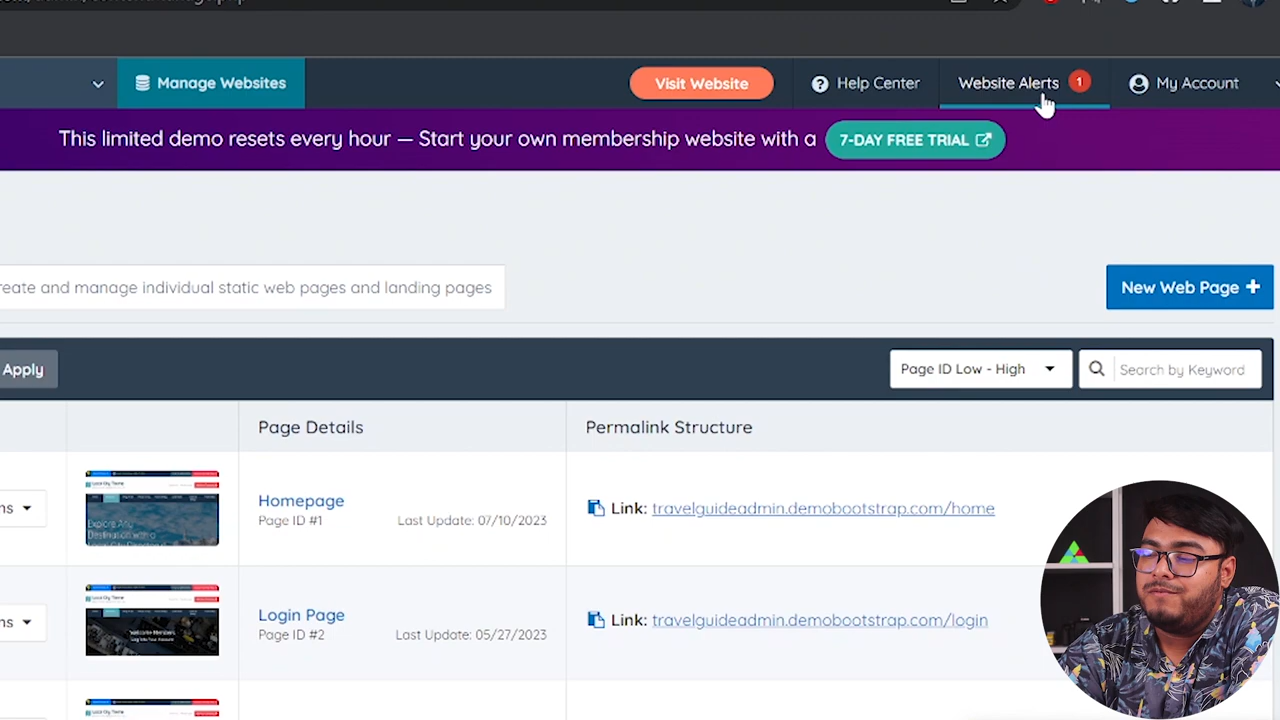 Manage Websites
Visit Website
Help Center
Website Alerts 1
My Account
This limited demo resets every hour — Start your own membership website with a 7-DAY FREE TRIAL
reate and manage individual static web pages and landing pages
New Web Page
Apply
Page ID Low - High
Search by Keyword
Page Details
Permalink Structure
ns
Homepage
Page ID #1
Last Update: 07/10/2023
Link: travelguideadmin.demobootstrap.com/home
ns
Login Page
Page ID #2
Last Update: 05/27/2023
Link: travelguideadmin.demobootstrap.com/login